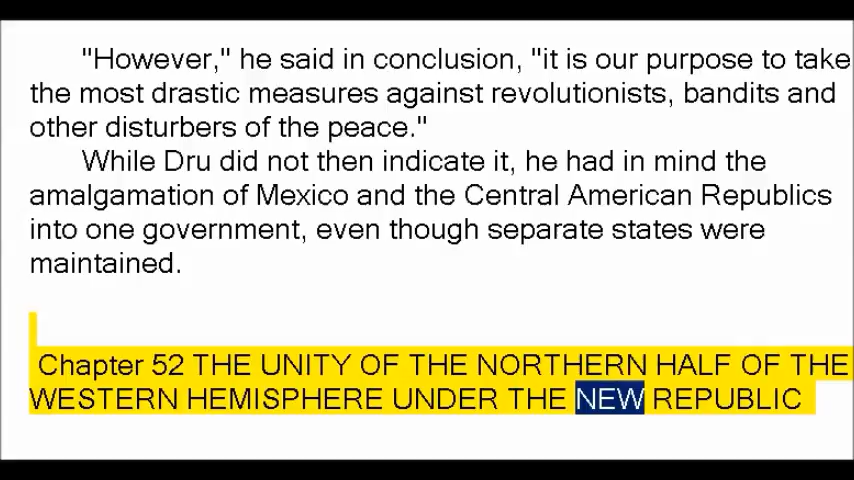 "However," he said in conclusion, "it is our purpose to take
the most drastic measures against revolutionists, bandits and
other disturbers of the peace."
While Dru did not then indicate it, he had in mind the
amalgamation of Mexico and the Central American Republics
into one government, even though separate states were
maintained.
Chapter 52 THE UNITY OF THE NORTHERN HALF OF THE
WESTERN HEMISPHERE UNDER THE NEW REPUBLIC